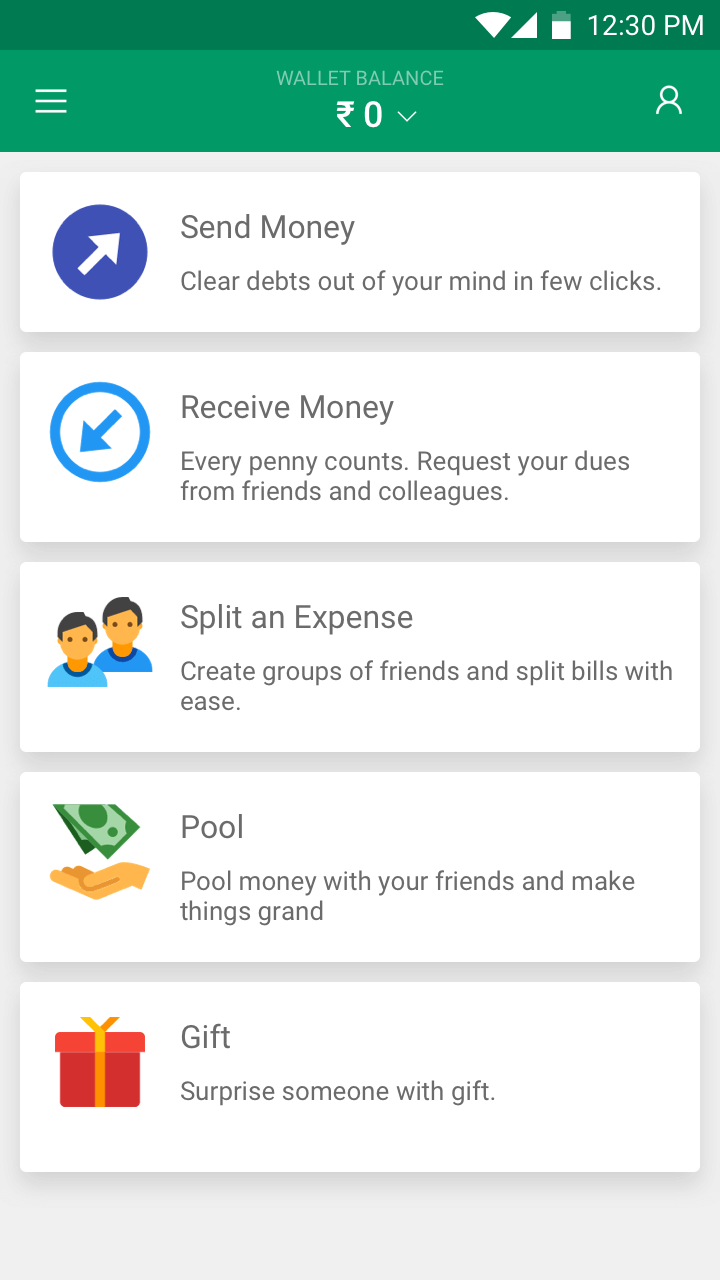 12:30 PM
WALLET BALANCE
₹ 0
Send Money
Clear debts out of your mind in few clicks.
Receive Money
Every penny counts. Request your dues
from friends and colleagues.
Split an Expense
Create groups of friends and split bills with
ease.
Pool
Pool money with your friends and make
things grand
Gift
Surprise someone with gift.